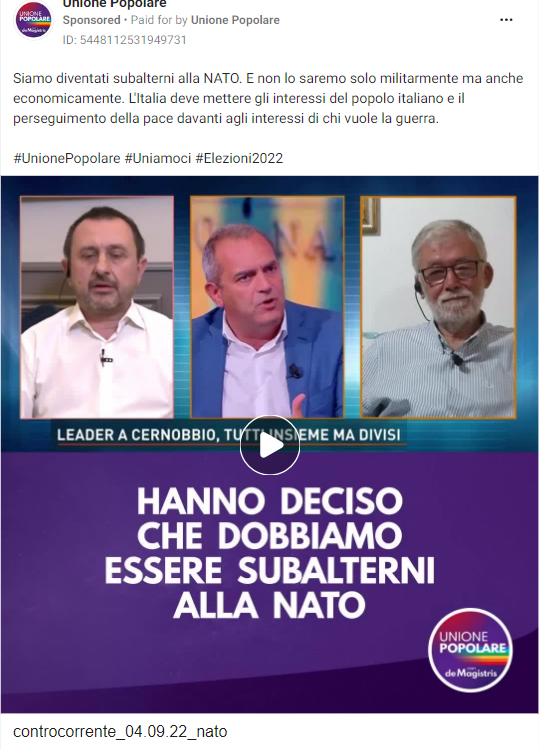 Unione Popolare
Sponsored • Paid for by Unione Popolare
ID: 5448112531949731
Siamo diventati subalterni alla NATO. E non lo saremo solo militarmente ma anche
economicamente. L'Italia deve mettere gli interessi del popolo italiano e il
perseguimento della pace davanti agli interessi di chi vuole la guerra.
#UnionePopolare #Uniamoci #Elezioni2022
LEADER A CERNOBBIO, TUTTI INSIEME MA DIVISI
HANNO DECISO
CHE DOBBIAMO
ESSERE SUBALTERNI
ALLA NATO
UNIONE
POPOLARE
de Magistris
controcorrente_04.09.22_nato